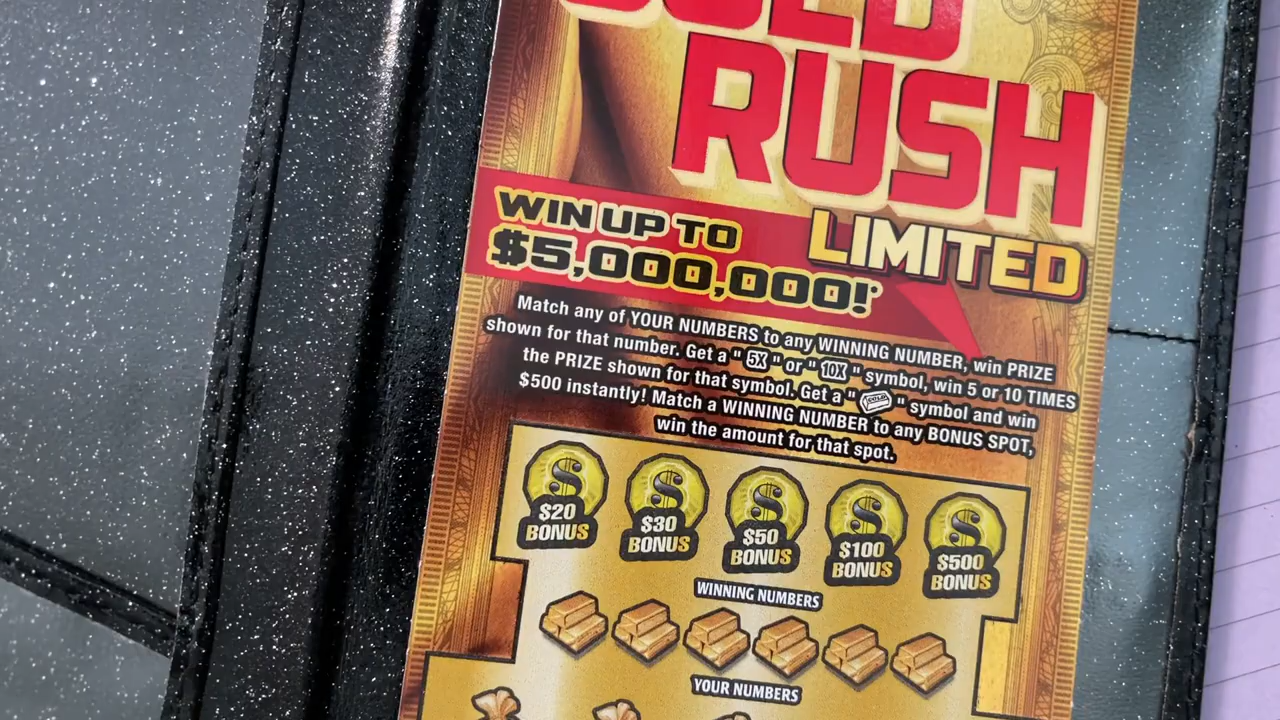 GOLD
RUSH
LIMITED
WIN UP TO
$5,000,000!*
Match any of YOUR NUMBERS to any WINNING NUMBER, win PRIZE
shown for that number. Get a " 5X " or " 10X " symbol, win 5 or 10 TIMES
the PRIZE shown for that symbol. Get a " GOLD " symbol and win
$500 instantly! Match a WINNING NUMBER to any BONUS SPOT,
win the amount for that spot.
$20 BONUS
$30 BONUS
$50 BONUS
$100 BONUS
$500 BONUS
WINNING NUMBERS
YOUR NUMBERS